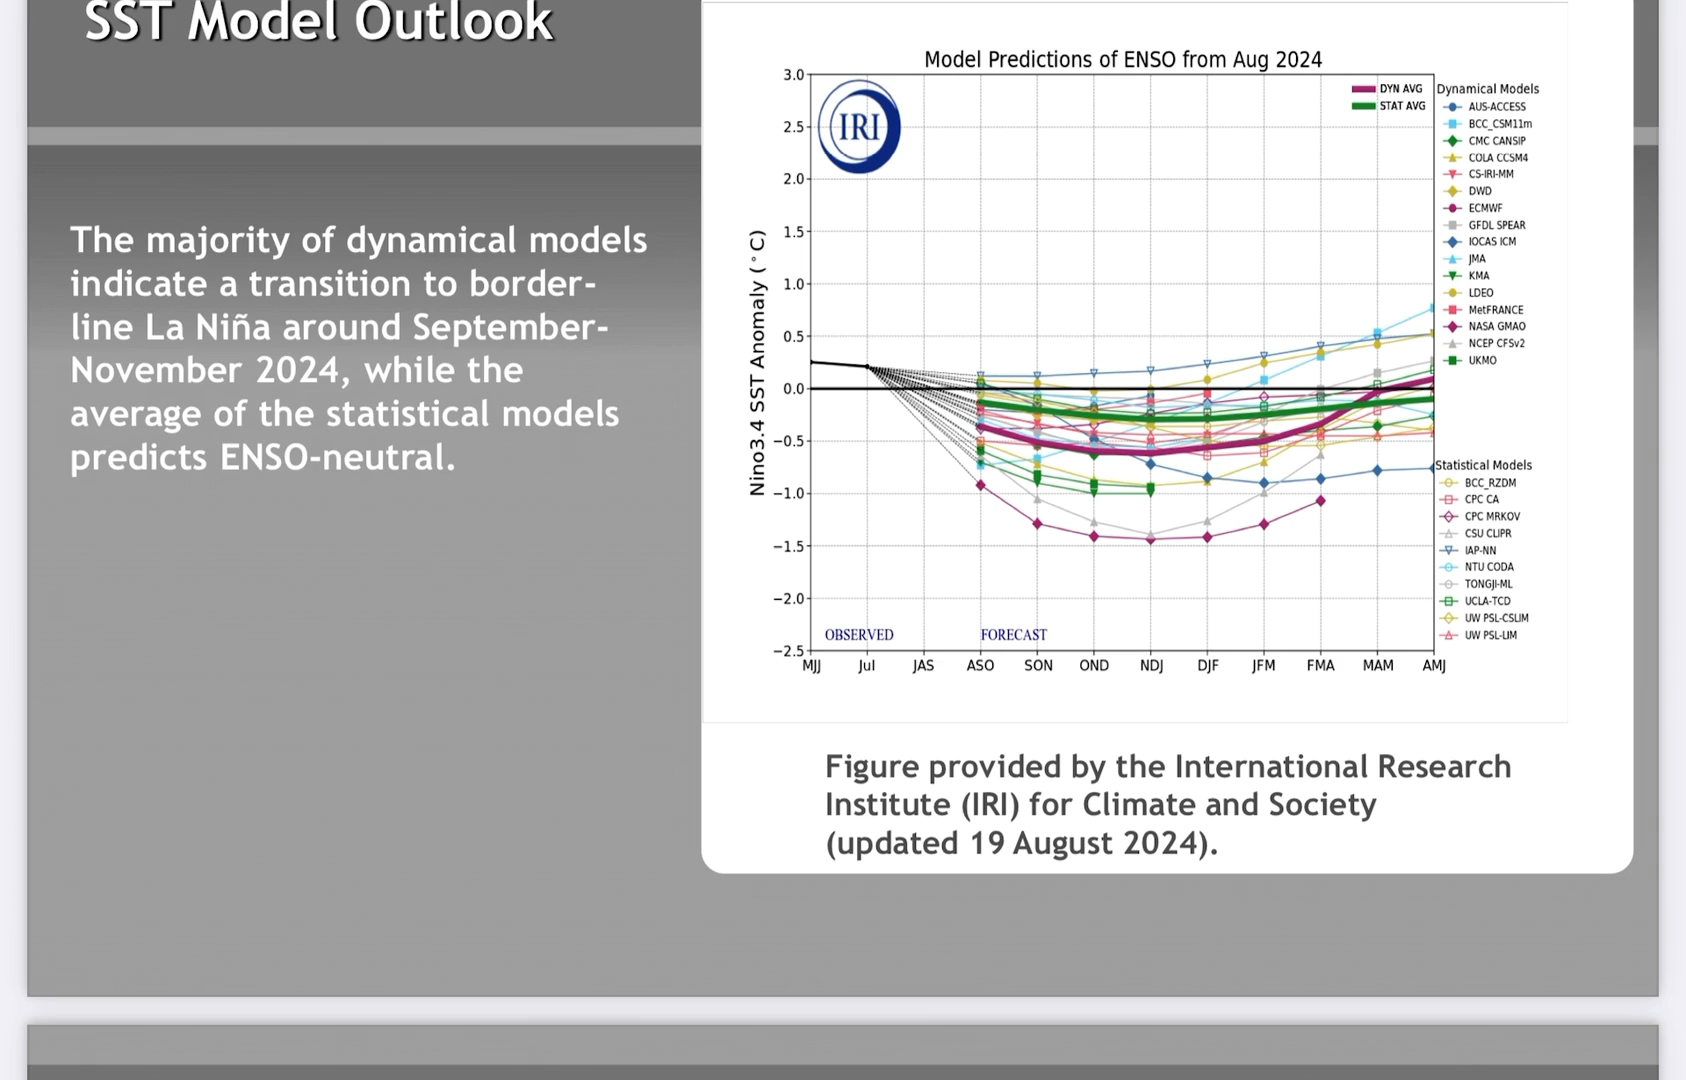 SST Model Outlook
The majority of dynamical models
indicate a transition to border-
line La Niña around September-
November 2024, while the
average of the statistical models
predicts ENSO-neutral.
Model Predictions of ENSO from Aug 2024
IRI
DYN AVG
STAT AVG
Nino3.4 SST Anomaly (°C)
3.0
2.5
2.0
1.5
1.0
0.5
0.0
−0.5
−1.0
−1.5
−2.0
−2.5
OBSERVED
FORECAST
MJJ Jul JAS ASO SON OND NDJ DJF JFM FMA MAM AMJ
Dynamical Models
AUS-ACCESS
BCC_CSM11m
CMC CANSIP
COLA CCSM4
CS-IRI-MM
DWD
ECMWF
GFDL SPEAR
IOCAS ICM
JMA
KMA
LDEO
MetFRANCE
NASA GMAO
NCEP CFSv2
UKMO
Statistical Models
BCC_RZDM
CPC CA
CPC MRKOV
CSU CLIPR
IAP-NN
NTU CODA
TONGJI-ML
UCLA-TCD
UW PSL-CSLIM
UW PSL-LIM
Figure provided by the International Research
Institute (IRI) for Climate and Society
(updated 19 August 2024).